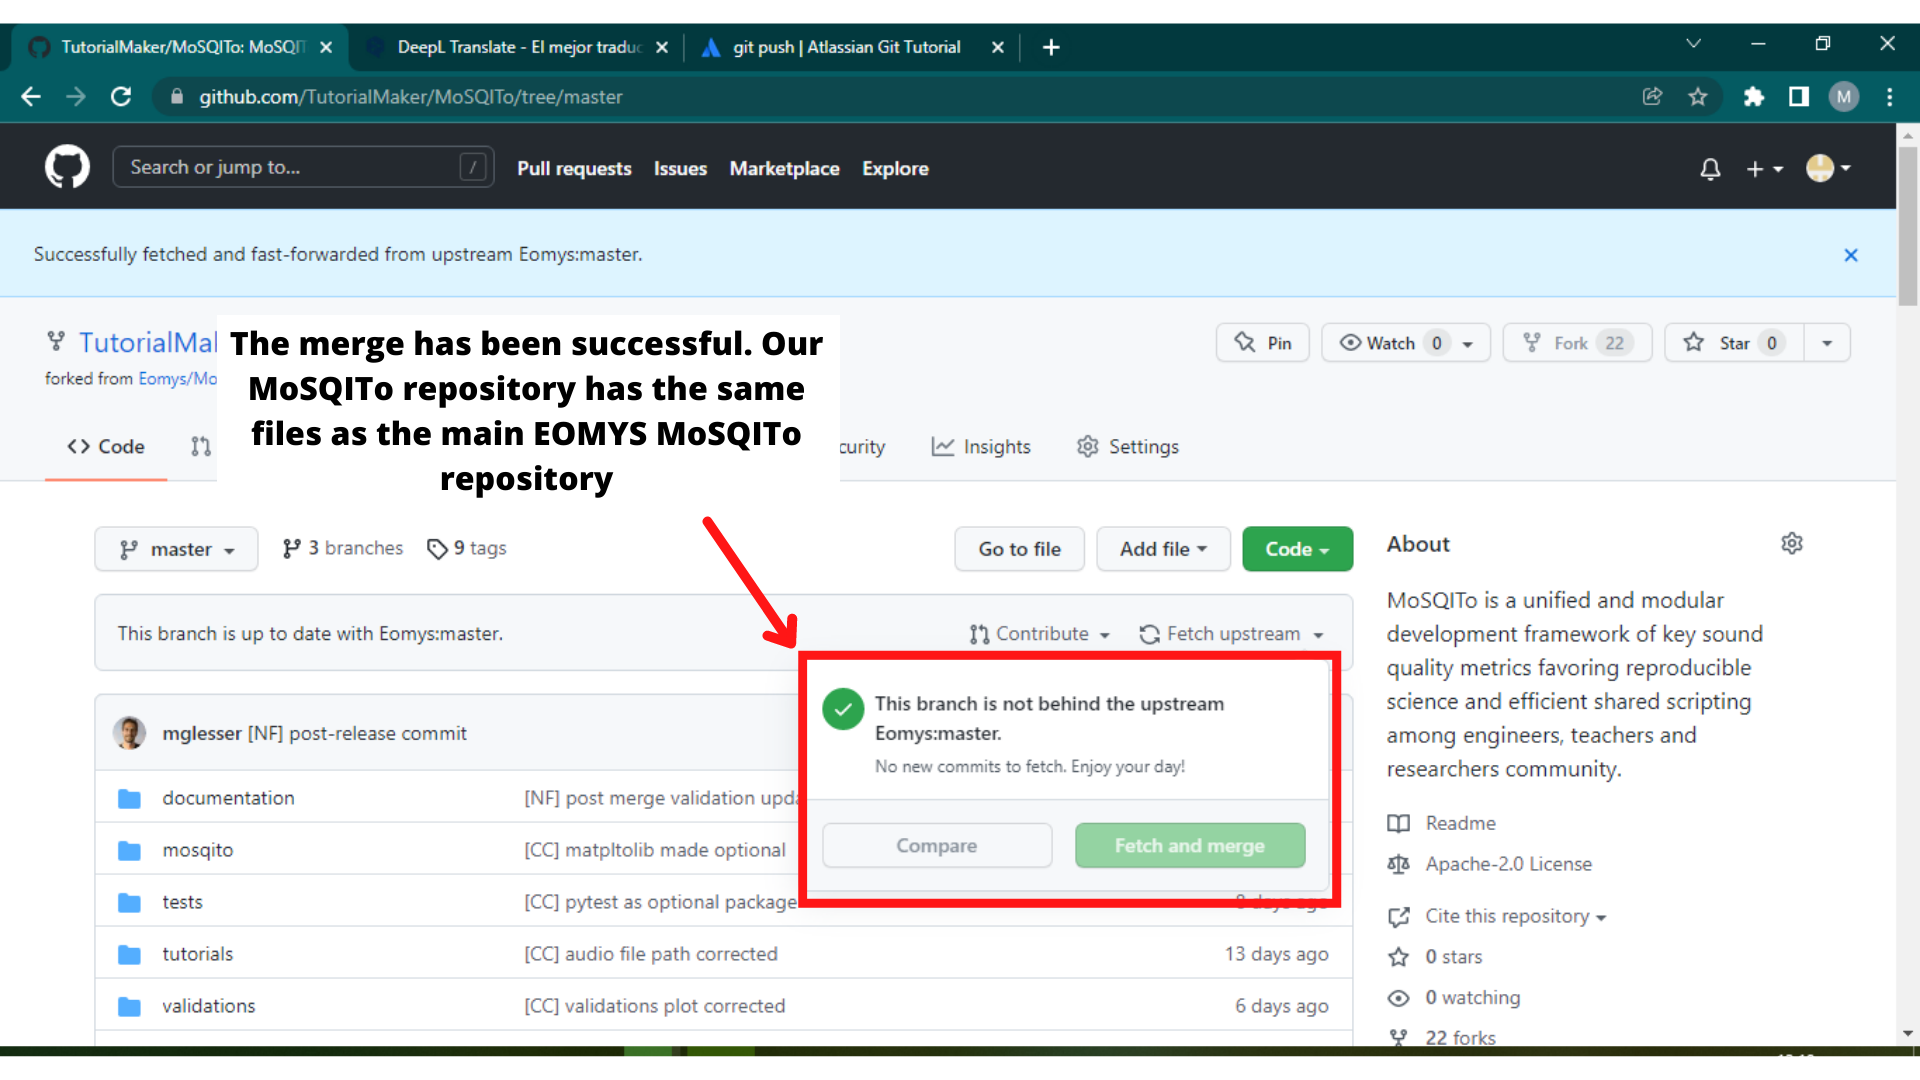 TutorialMaker/MoSQITo: MoSQIT
DeepL Translate - El mejor traduc
git push | Atlassian Git Tutorial
github.com/TutorialMaker/MoSQITo/tree/master
M
Search or jump to...
/
Pull requests
Issues
Marketplace
Explore
Successfully fetched and fast-forwarded from upstream Eomys:master.
TutorialMa
forked from Eomys/Mo
The merge has been successful. Our
MoSQITo repository has the same
files as the main EOMYS MoSQITo
repository
Pin
Watch 0
Fork 22
Star 0
Code
curity
Insights
Settings
master
3 branches
9 tags
Go to file
Add file
Code
This branch is up to date with Eomys:master.
Contribute
Fetch upstream
This branch is not behind the upstream
Eomys:master.
No new commits to fetch. Enjoy your day!
Compare
Fetch and merge
mglesser [NF] post-release commit
documentation [NF] post merge validation upda
mosqito [CC] matpltolib made optional
tests [CC] pytest as optional package 8 days ago
tutorials [CC] audio file path corrected 13 days ago
validations [CC] validations plot corrected 6 days ago
About
MoSQITo is a unified and modular
development framework of key sound
quality metrics favoring reproducible
science and efficient shared scripting
among engineers, teachers and
researchers community.
Readme
Apache-2.0 License
Cite this repository
0 stars
0 watching
22 forks